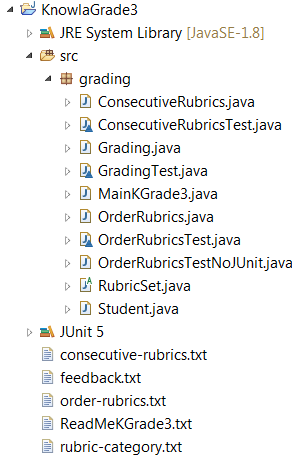 KnowlaGrade3
JRE System Library [JavaSE-1.8]
src
grading
ConsecutiveRubrics.java
ConsecutiveRubricsTest.java
Grading.java
GradingTest.java
MainKGrade3.java
OrderRubrics.java
OrderRubricsTest.java
OrderRubricsTestNoJUnit.java
RubricSet.java
Student.java
JUnit 5
consecutive-rubrics.txt
feedback.txt
order-rubrics.txt
ReadMeKGrade3.txt
rubric-category.txt